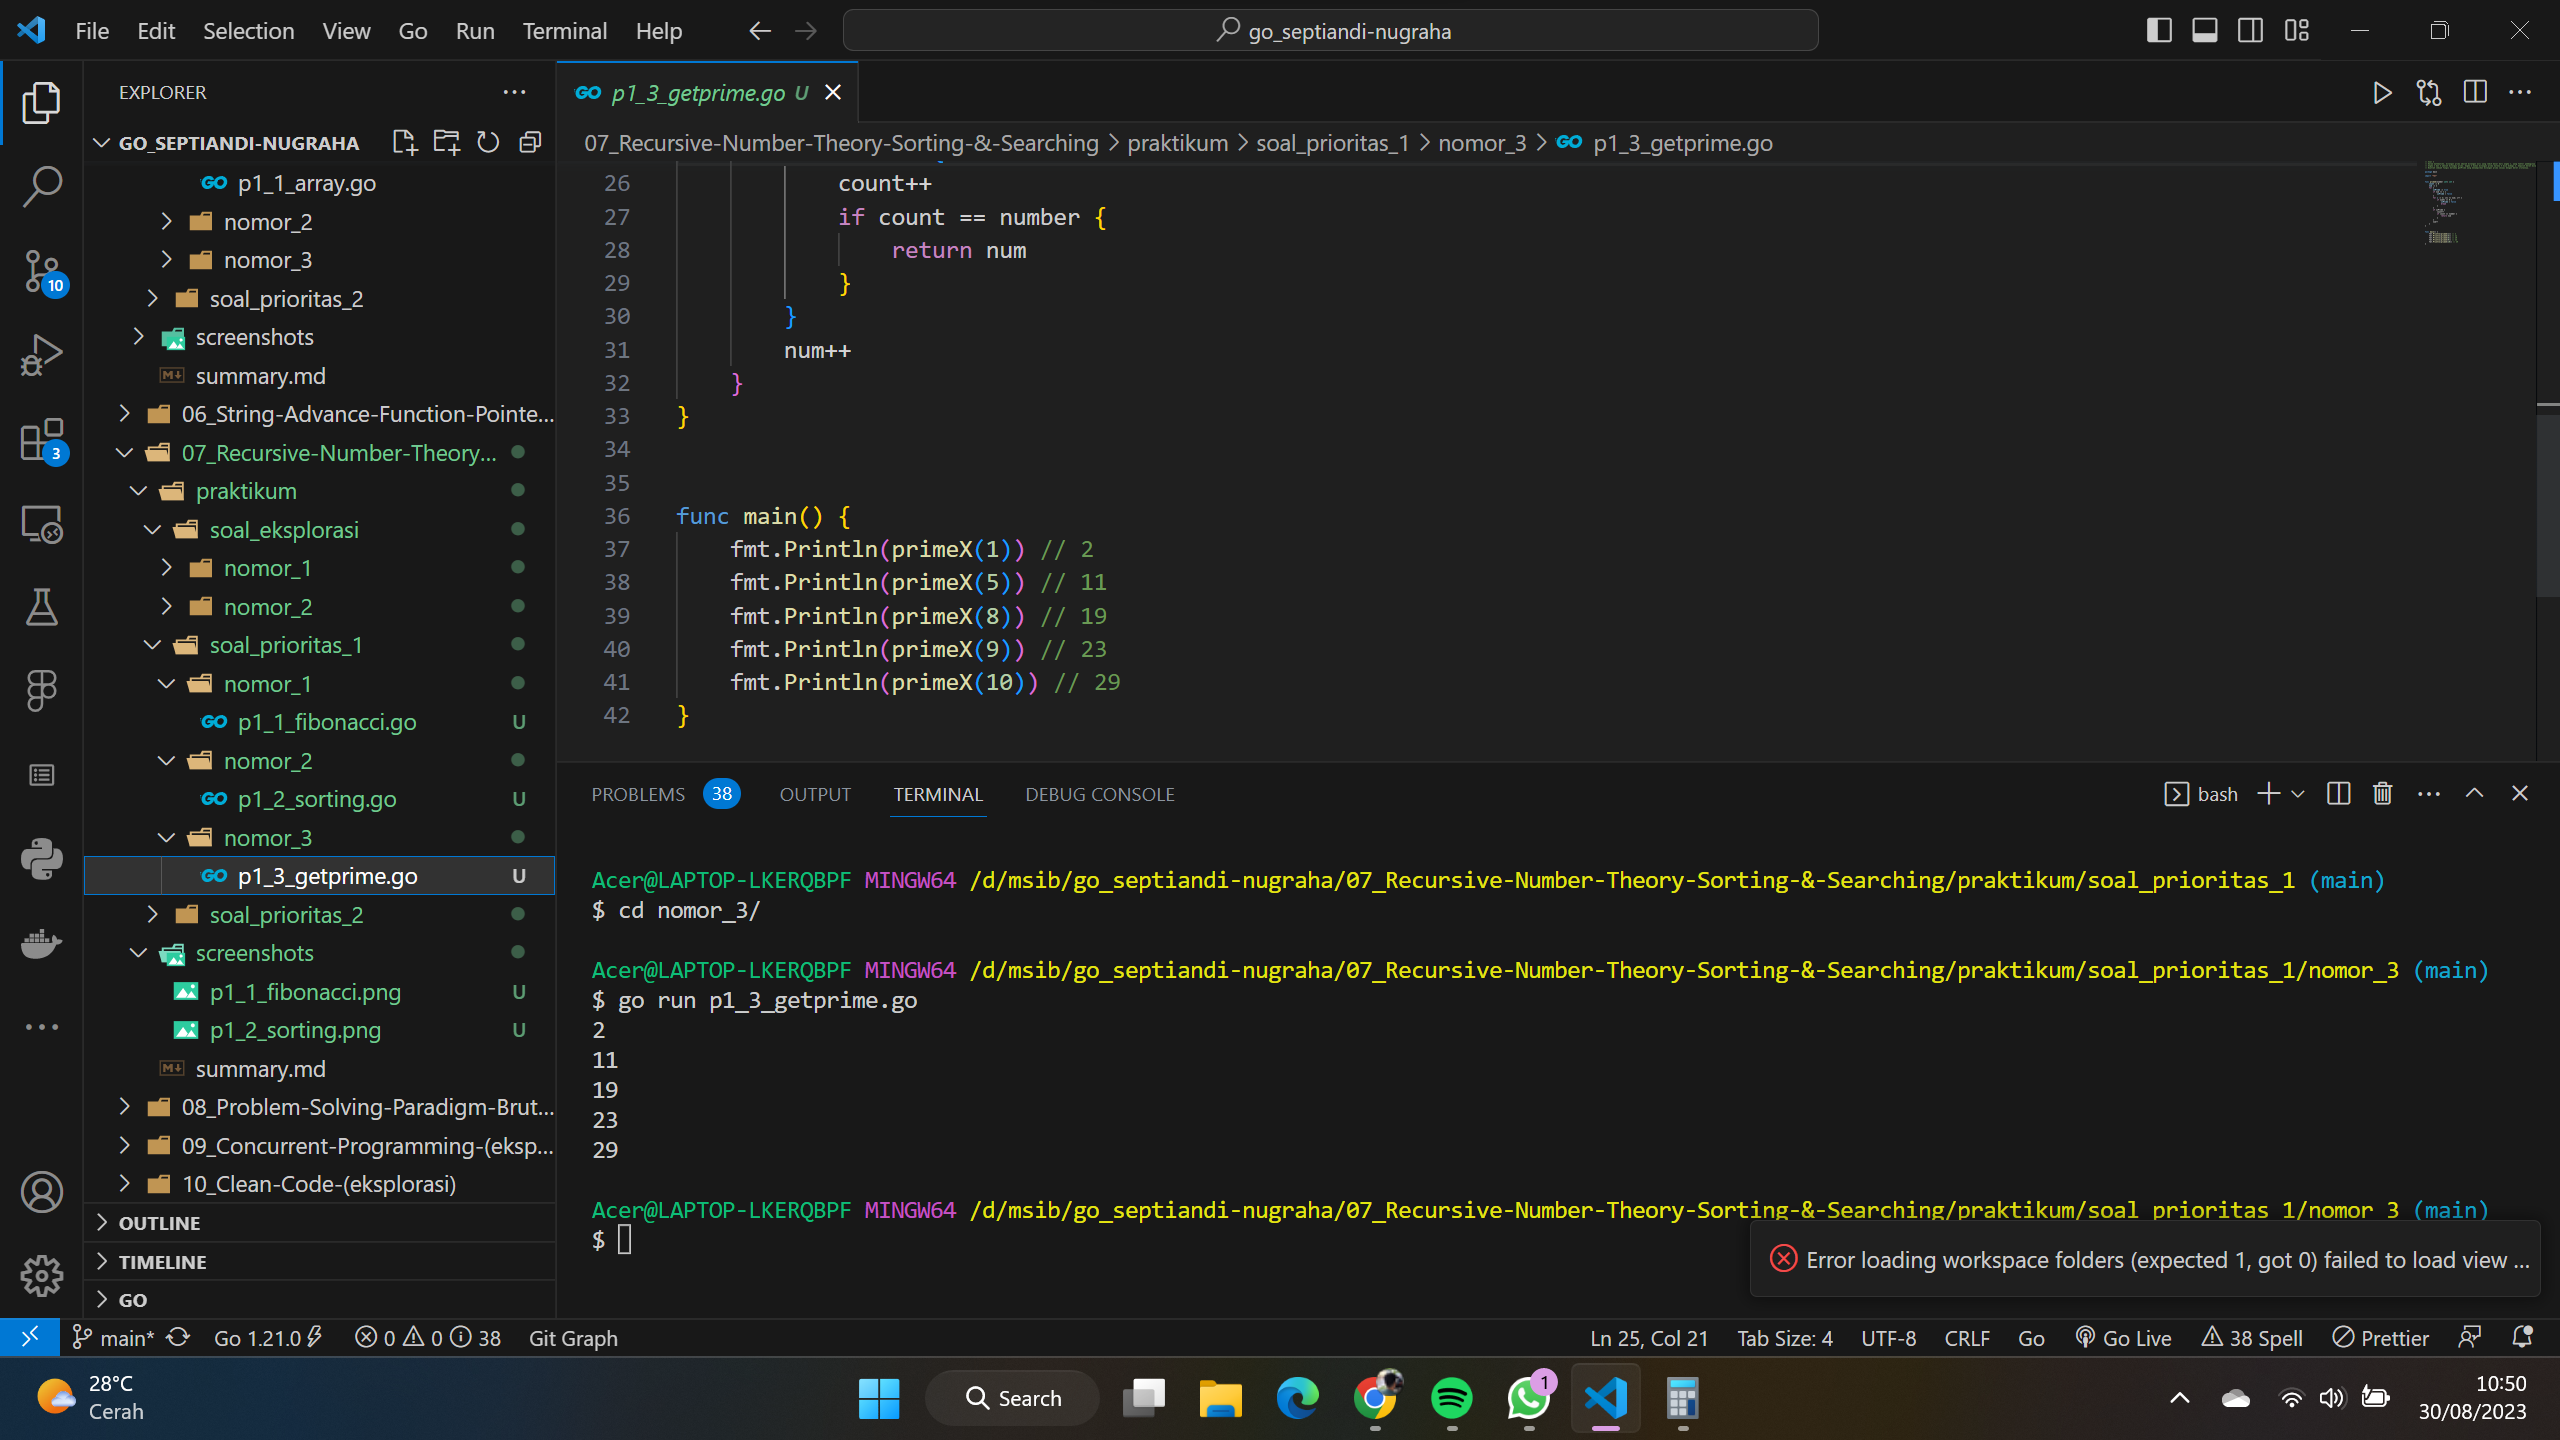 File Edit Selection View Go Run Terminal Help
go_septiandi-nugraha
EXPLORER
GO_SEPTIANDI-NUGRAHA
GO p1_1_array.go
nomor_2
nomor_3
soal_prioritas_2
screenshots
summary.md
06_String-Advance-Function-Pointe...
07_Recursive-Number-Theory...
praktikum
soal_eksplorasi
nomor_1
nomor_2
soal_prioritas_1
nomor_1
GO p1_1_fibonacci.go U
nomor_2
GO p1_2_sorting.go U
nomor_3
GO p1_3_getprime.go U
soal_prioritas_2
screenshots
p1_1_fibonacci.png U
p1_2_sorting.png U
summary.md
08_Problem-Solving-Paradigm-Brut...
09_Concurrent-Programming-(eksp...
10_Clean-Code-(eksplorasi)
OUTLINE
TIMELINE
GO
10
3
GO p1_3_getprime.go U
07_Recursive-Number-Theory-Sorting-&-Searching > praktikum > soal_prioritas_1 > nomor_3 > GO p1_3_getprime.go
26 count++
27 if count == number {
28 return num
29 }
30 }
31 num++
32 }
33 }
34
35
36 func main() {
37 fmt.Println(primeX(1)) // 2
38 fmt.Println(primeX(5)) // 11
39 fmt.Println(primeX(8)) // 19
40 fmt.Println(primeX(9)) // 23
41 fmt.Println(primeX(10)) // 29
42 }
PROBLEMS 38 OUTPUT TERMINAL DEBUG CONSOLE
bash
Acer@LAPTOP-LKERQBPF MINGW64 /d/msib/go_septiandi-nugraha/07_Recursive-Number-Theory-Sorting-&-Searching/praktikum/soal_prioritas_1 (main)
$ cd nomor_3/
Acer@LAPTOP-LKERQBPF MINGW64 /d/msib/go_septiandi-nugraha/07_Recursive-Number-Theory-Sorting-&-Searching/praktikum/soal_prioritas_1/nomor_3 (main)
$ go run p1_3_getprime.go
2
11
19
23
29
Acer@LAPTOP-LKERQBPF MINGW64 /d/msib/go_septiandi-nugraha/07_Recursive-Number-Theory-Sorting-&-Searching/praktikum/soal_prioritas_1/nomor_3 (main)
$
Error loading workspace folders (expected 1, got 0) failed to load view ...
main* Go 1.21.0 0 0 38 Git Graph
Ln 25, Col 21 Tab Size: 4 UTF-8 CRLF Go Go Live 38 Spell Prettier
28°C
Cerah
Search
1
10:50
30/08/2023